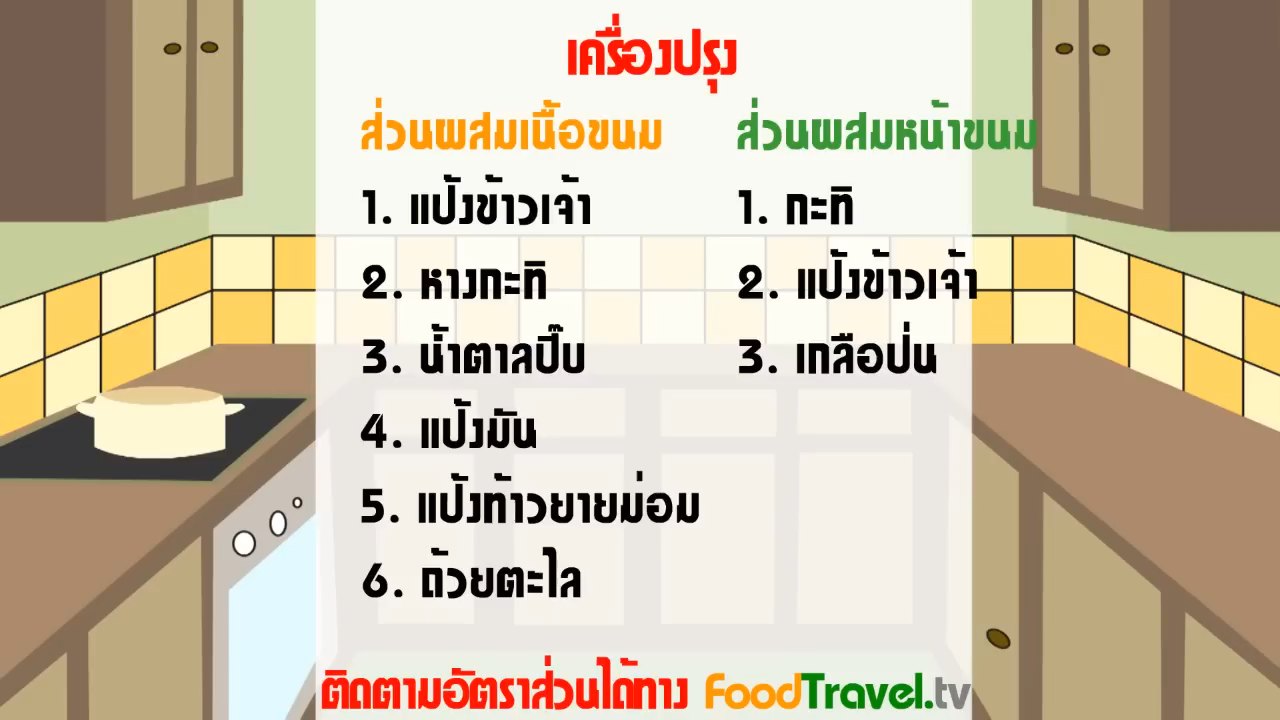 เครื่องปรุง
ส่วนผสมเนื้อขนม
1. แป้งข้าวเจ้า
2. หางกะทิ
3. น้ำตาลปี๊บ
4. แป้งมัน
5. แป้งท้าวยายม่อม
6. ถ้วยตะไล
ส่วนผสมหน้าขนม
1. กะทิ
2. แป้งข้าวเจ้า
3. เกลือป่น
ติดตามอัตราส่วนได้ทาง FoodTravel.tv